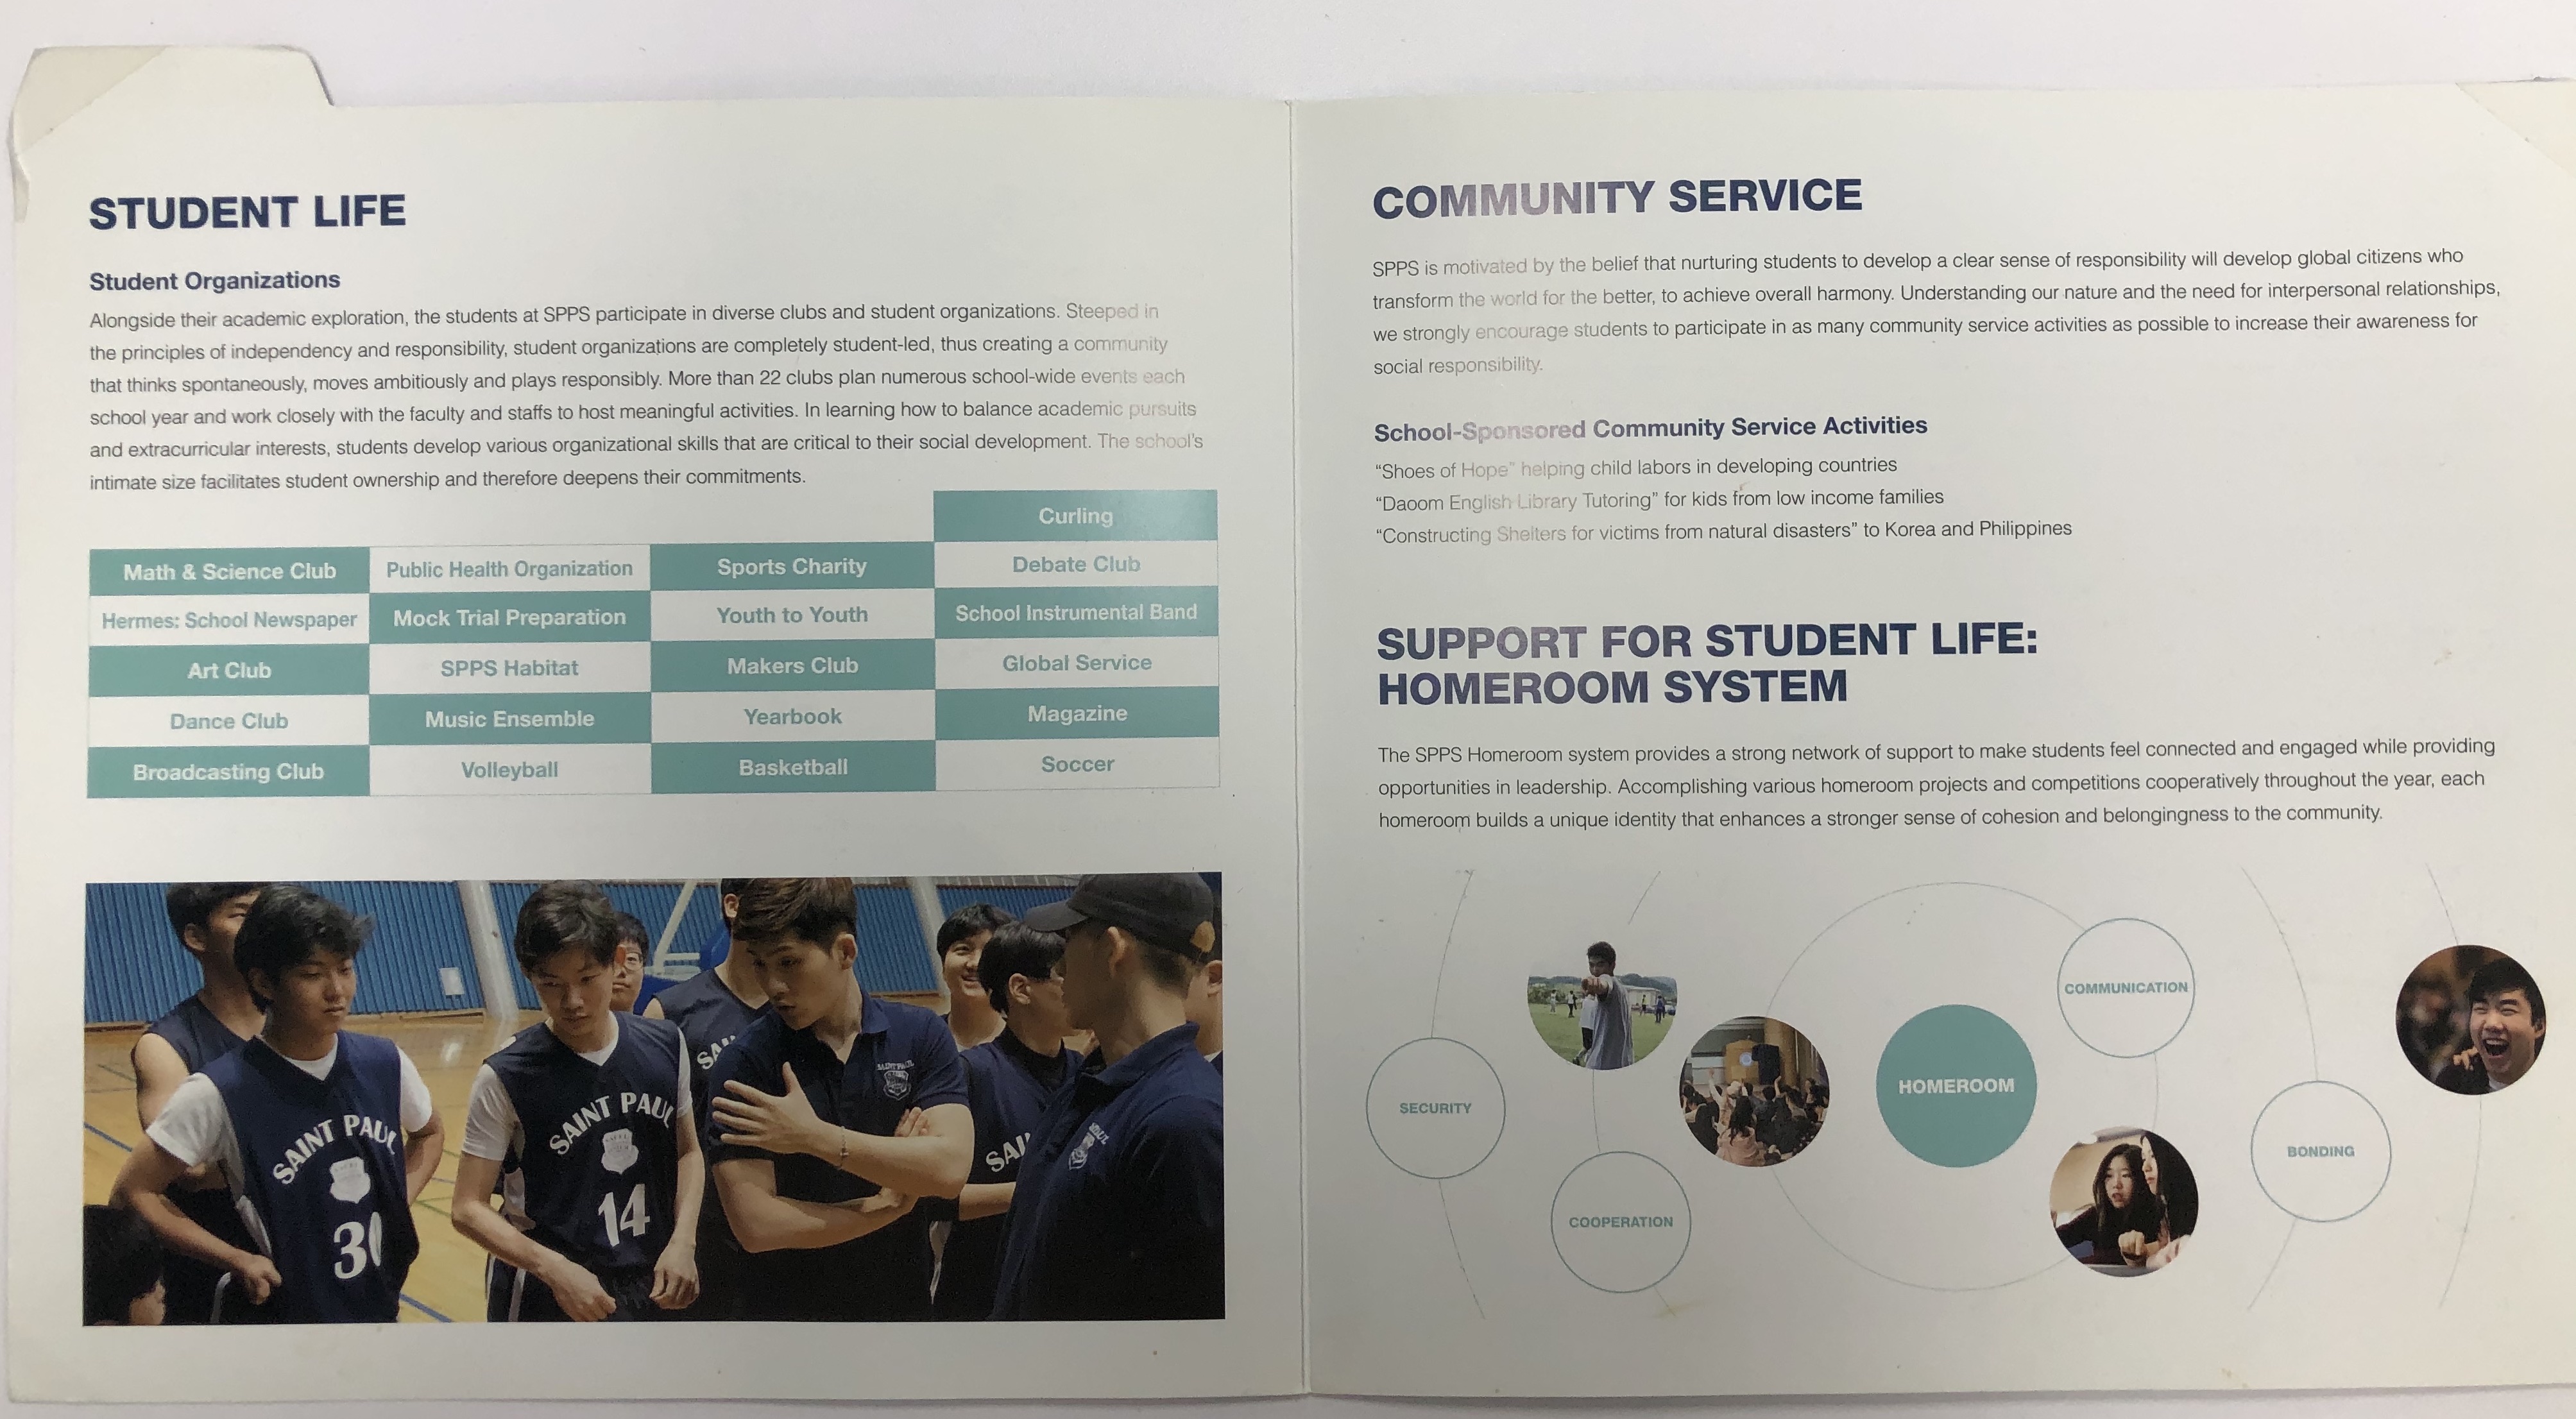 STUDENT LIFE
Student Organizations
Alongside their academic exploration, the students at SPPS participate in diverse clubs and student organizations. Steeped in
the principles of independency and responsibility, student organizations are completely student-led, thus creating a community
that thinks spontaneously, moves ambitiously and plays responsibly. More than 22 clubs plan numerous school-wide events each
school year and work closely with the faculty and staffs to host meaningful activities. In learning how to balance academic pursuits
and extracurricular interests, students develop various organizational skills that are critical to their social development. The school's
intimate size facilitates student ownership and therefore deepens their commitments.
Curling
Math & Science Club Public Health Organization Sports Charity Debate Club
Hermes: School Newspaper Mock Trial Preparation Youth to Youth School Instrumental Band
Art Club SPPS Habitat Makers Club Global Service
Dance Club Music Ensemble Yearbook Magazine
Broadcasting Club Volleyball Basketball Soccer
SAINT PAUL
30
SAINT PAUL
14
SAINT PAUL
COMMUNITY SERVICE
SPPS is motivated by the belief that nurturing students to develop a clear sense of responsibility will develop global citizens who
transform the world for the better, to achieve overall harmony. Understanding our nature and the need for interpersonal relationships,
we strongly encourage students to participate in as many community service activities as possible to increase their awareness for
social responsibility.
School-Sponsored Community Service Activities
“Shoes of Hope” helping child labors in developing countries
“Daoom English Library Tutoring” for kids from low income families
“Constructing Shelters for victims from natural disasters” to Korea and Philippines
SUPPORT FOR STUDENT LIFE:
HOMEROOM SYSTEM
The SPPS Homeroom system provides a strong network of support to make students feel connected and engaged while providing
opportunities in leadership. Accomplishing various homeroom projects and competitions cooperatively throughout the year, each
homeroom builds a unique identity that enhances a stronger sense of cohesion and belongingness to the community.
COMMUNICATION
HOMEROOM
SECURITY
BONDING
COOPERATION